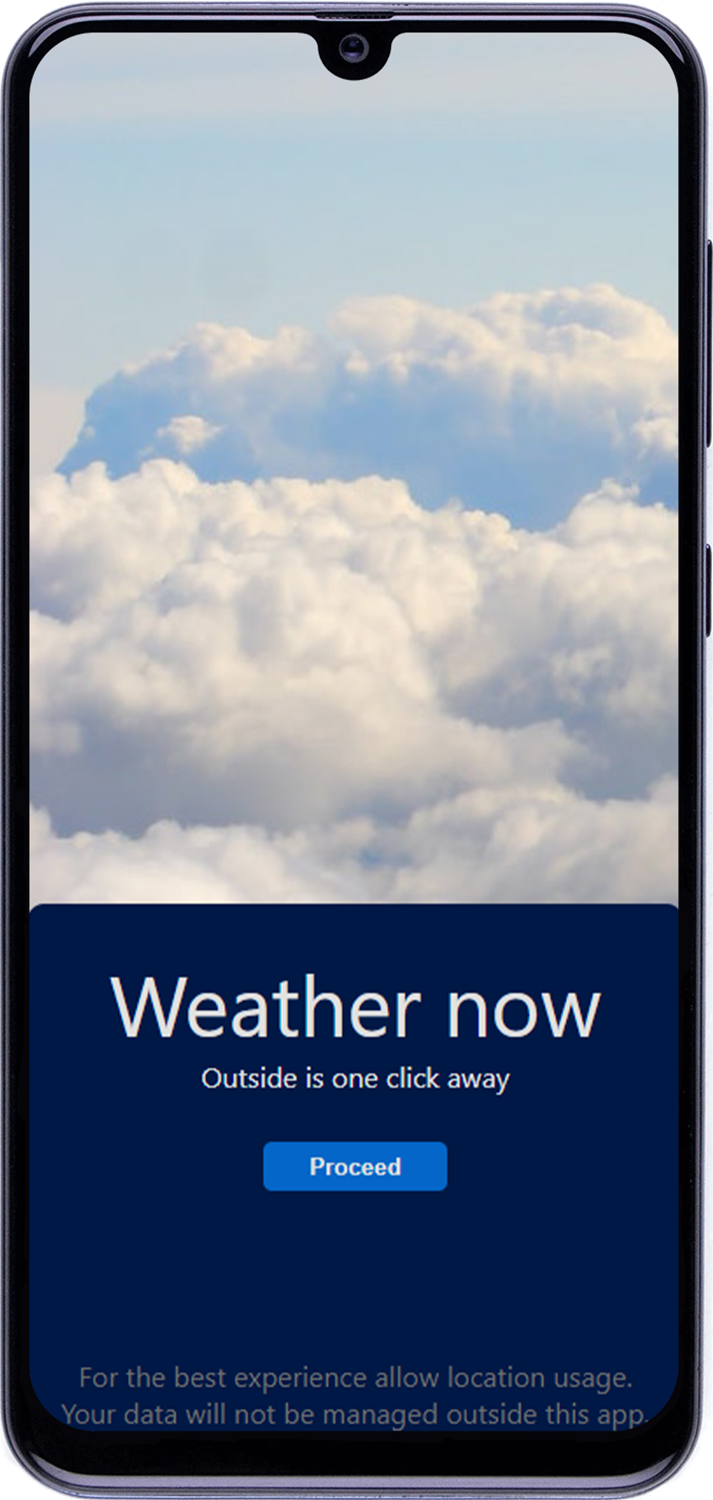 Weather now
Outside is one click away
Proceed
For the best experience allow location usage.
Your data will not be managed outside this app.